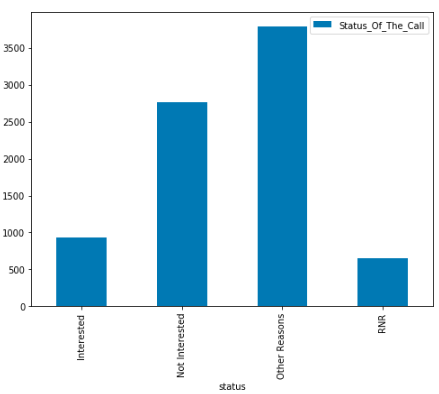 Status_Of_The_Call
3500
3000
2500
2000
1500
1000
500
0
Interested
Not Interested
Other Reasons
RNR
status